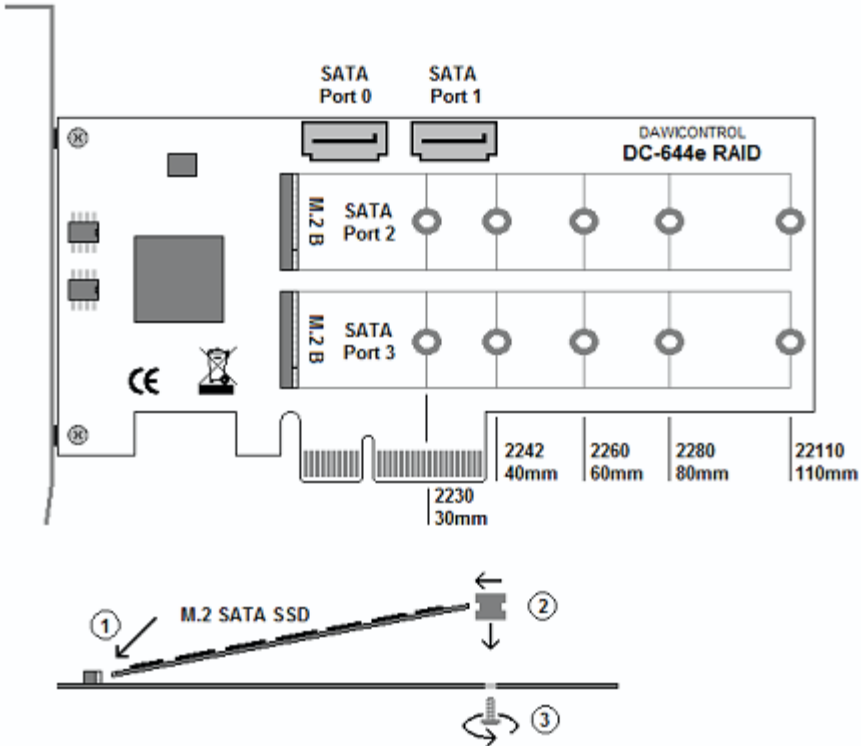 SATA
Port 0
SATA
Port 1
DAWICONTROL
DC-644e RAID
M.2 B
SATA
Port 2
M.2 B
SATA
Port 3
CE
2230
30mm
2242
40mm
2260
60mm
2280
80mm
22110
110mm
1
M.2 SATA SSD
2
3